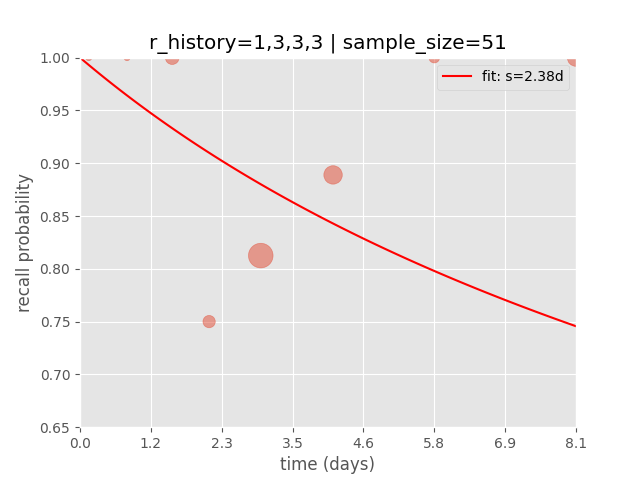 r_history=1,3,3,3 | sample_size=51
fit: s=2.38d
1.00
0.95
0.90
0.85
0.80
0.75
0.70
0.65
recall probability
0.0 1.2 2.3 3.5 4.6 5.8 6.9 8.1
time (days)